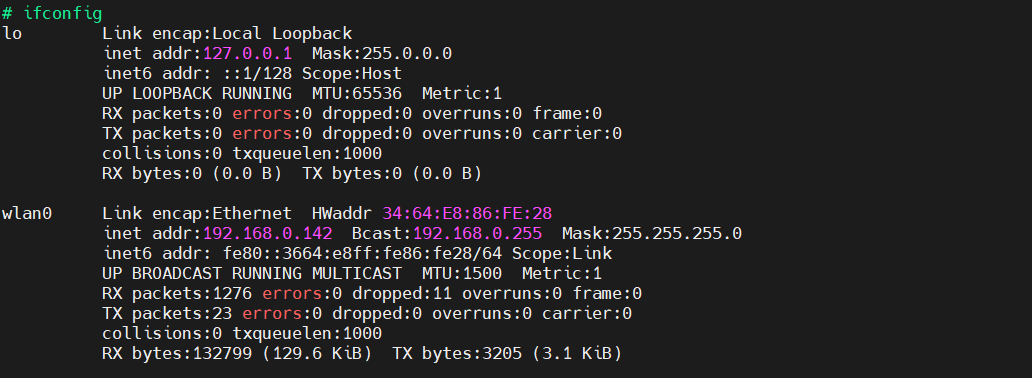 # ifconfig
lo        Link encap:Local Loopback
          inet addr:127.0.0.1  Mask:255.0.0.0
          inet6 addr: ::1/128 Scope:Host
          UP LOOPBACK RUNNING  MTU:65536  Metric:1
          RX packets:0 errors:0 dropped:0 overruns:0 frame:0
          TX packets:0 errors:0 dropped:0 overruns:0 carrier:0
          collisions:0 txqueuelen:1000
          RX bytes:0 (0.0 B)  TX bytes:0 (0.0 B)

wlan0     Link encap:Ethernet  HWaddr 34:64:E8:86:FE:28
          inet addr:192.168.0.142  Bcast:192.168.0.255  Mask:255.255.255.0
          inet6 addr: fe80::3664:e8ff:fe86:fe28/64 Scope:Link
          UP BROADCAST RUNNING MULTICAST  MTU:1500  Metric:1
          RX packets:1276 errors:0 dropped:11 overruns:0 frame:0
          TX packets:23 errors:0 dropped:0 overruns:0 carrier:0
          collisions:0 txqueuelen:1000
          RX bytes:132799 (129.6 KiB)  TX bytes:3205 (3.1 KiB)